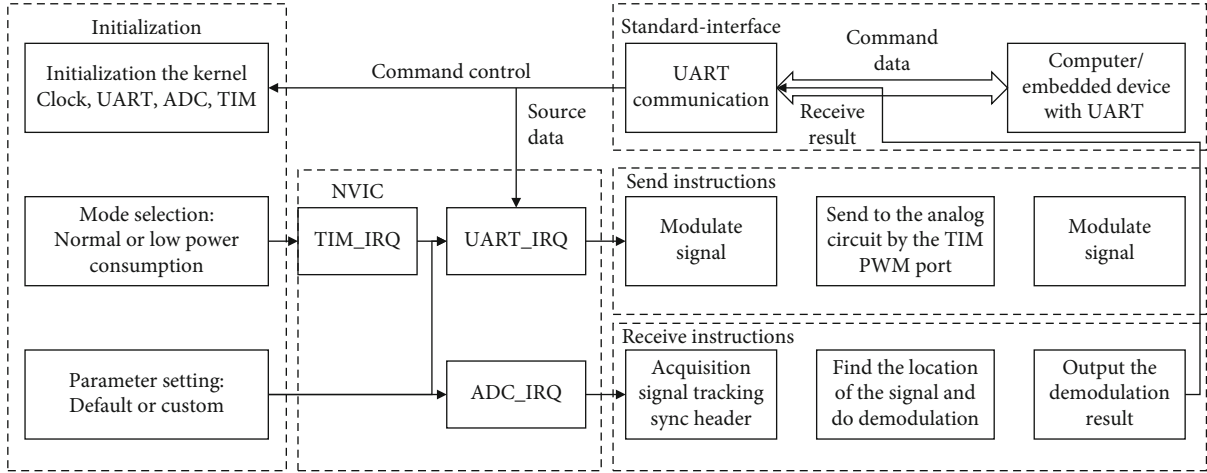 Initialization
Initialization the kernel
Clock, UART, ADC, TIM
Mode selection:
Normal or low power
consumption
Parameter setting:
Default or custom
Command control
Source
data
NVIC
TIM_IRQ
UART_IRQ
ADC_IRQ
Standard-interface
UART
communication
Command
data
Receive
result
Computer/
embedded device
with UART
Send instructions
Modulate
signal
Send to the analog
circuit by the TIM
PWM port
Modulate
signal
Receive instructions
Acquisition
signal tracking
sync header
Find the location
of the signal and
do demodulation
Output the
demodulation
result